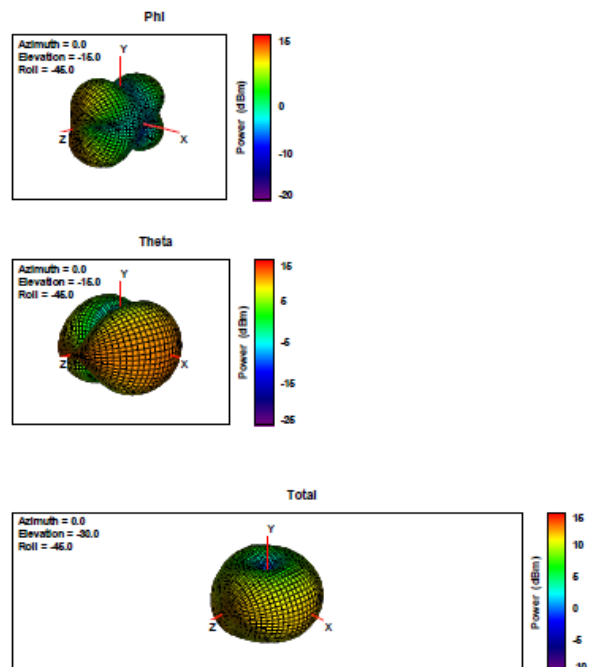 Phi
Azimuth = 0.0
Elevation = -15.0
Roll = -45.0
Y
Z
X
Power (dBm)
15
0
-10
-20
Theta
Azimuth = 0.0
Elevation = -15.0
Roll = -45.0
Y
Z
X
Power (dBm)
15
5
-5
-15
-25
Total
Azimuth = 0.0
Elevation = -30.0
Roll = -45.0
Y
Z
X
Power (dBm)
15
10
5
0
-5
-10